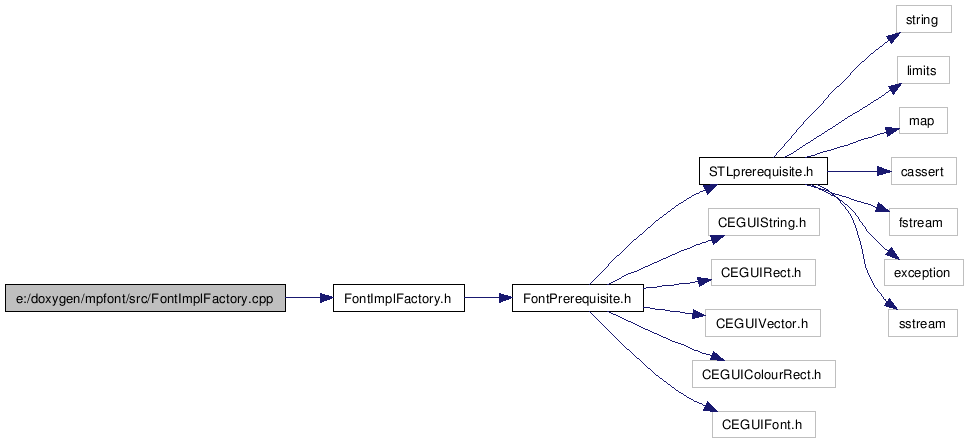 string
limits
map
STLprerequisite.h
cassert
CEGUIString.h
fstream
CEGUIRect.h
exception
e:/doxygen/mpfont/src/FontImplFactory.cpp
FontImplFactory.h
FontPrerequisite.h
CEGUIVector.h
sstream
CEGUIColourRect.h
CEGUIFont.h